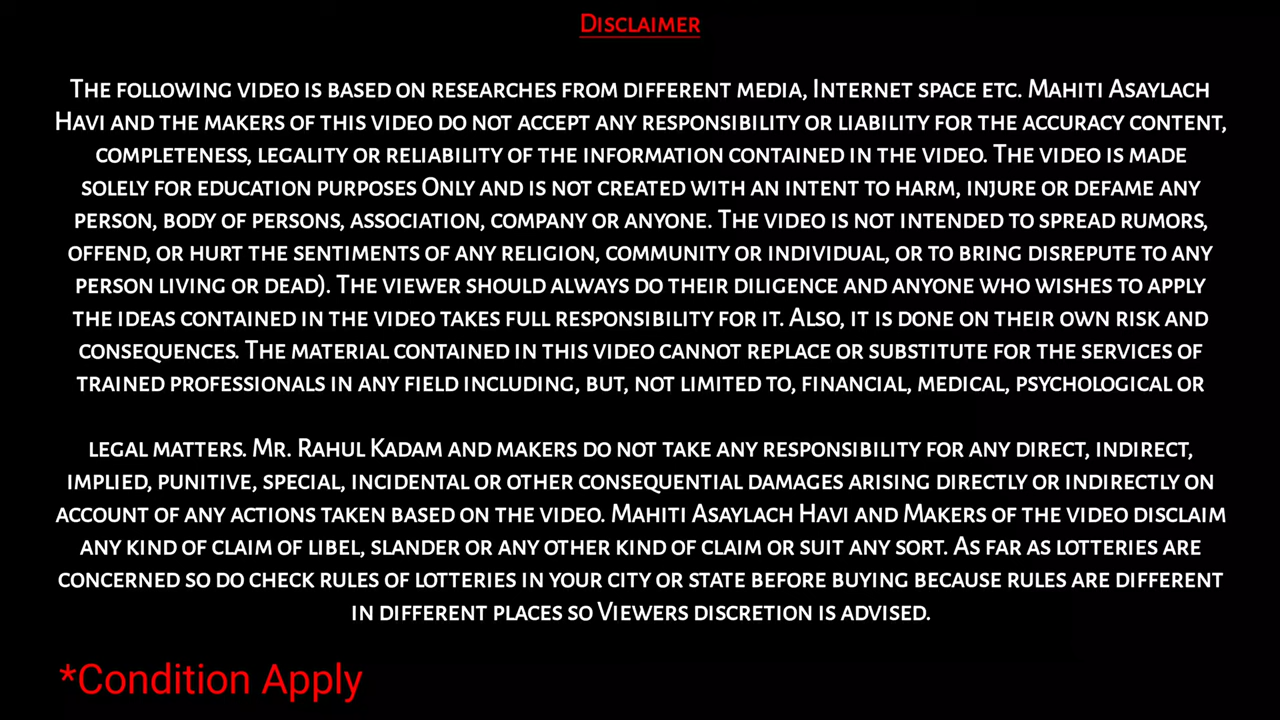 Disclaimer
The following video is based on researches from different media, Internet space etc. Mahiti Asaylach
Havi and the makers of this video do not accept any responsibility or liability for the accuracy content,
completeness, legality or reliability of the information contained in the video. The video is made
solely for education purposes Only and is not created with an intent to harm, injure or defame any
person, body of persons, association, company or anyone. The video is not intended to spread rumors,
offend, or hurt the sentiments of any religion, community or individual, or to bring disrepute to any
person living or dead). The viewer should always do their diligence and anyone who wishes to apply
the ideas contained in the video takes full responsibility for it. Also, it is done on their own risk and
consequences. The material contained in this video cannot replace or substitute for the services of
trained professionals in any field including, but, not limited to, financial, medical, psychological or
legal matters. Mr. Rahul Kadam and makers do not take any responsibility for any direct, indirect,
implied, punitive, special, incidental or other consequential damages arising directly or indirectly on
account of any actions taken based on the video. Mahiti Asaylach Havi and Makers of the video disclaim
any kind of claim of libel, slander or any other kind of claim or suit any sort. As far as lotteries are
concerned so do check rules of lotteries in your city or state before buying because rules are different
in different places so Viewers discretion is advised.
*Condition Apply